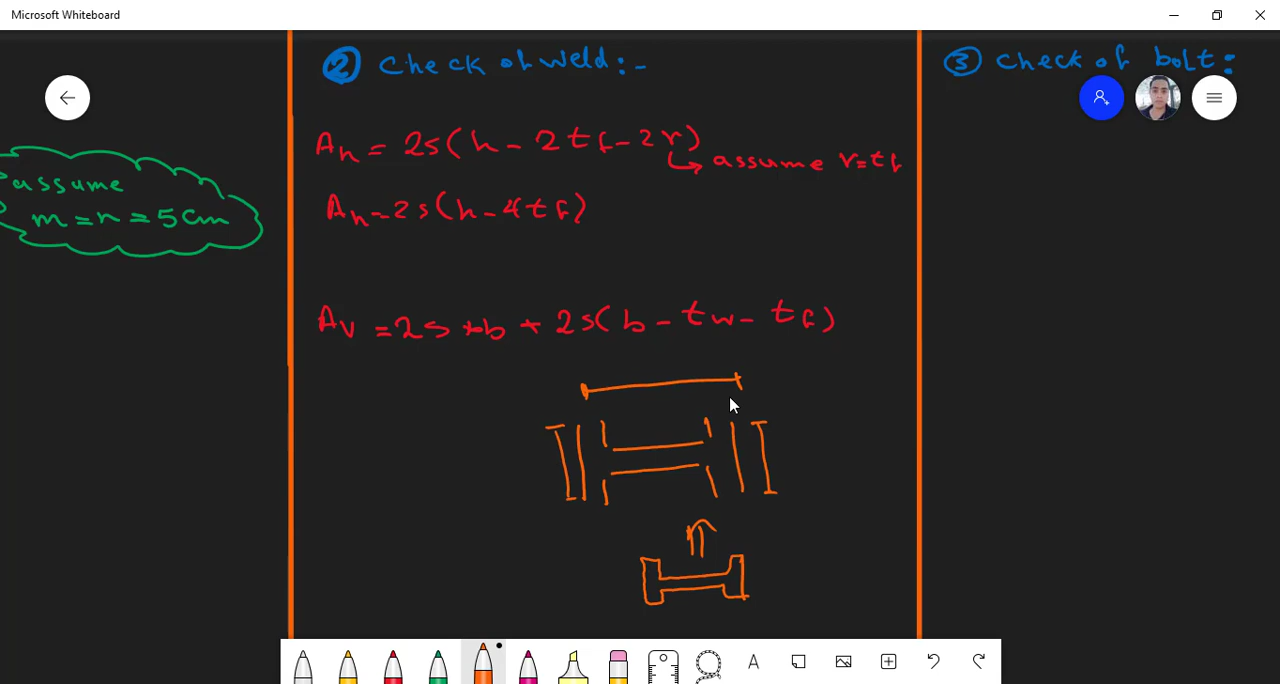 Microsoft Whiteboard
② Check of weld:-
③ Check of bolt:
Ah = 2s(h - 2tf - 2r)
assume r=tf
assume
m=n=5cm
Ah=2s(h-4tf)
Av =2s*b + 2s(b - tw - tf)
A